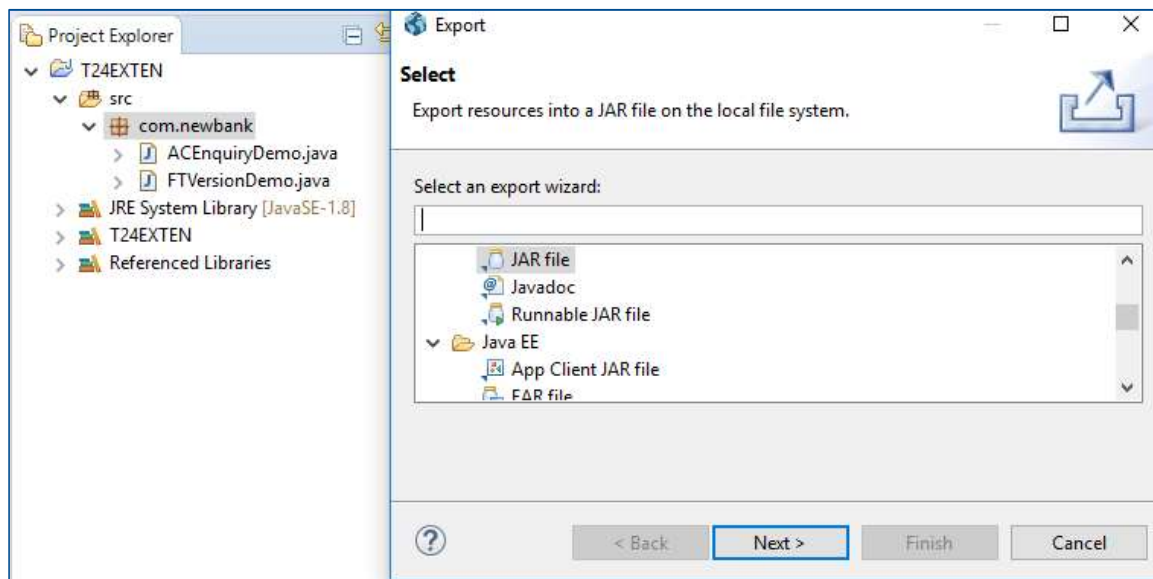 Project Explorer
T24EXTEN
src
com.newbank
ACEnquiryDemo.java
FTVersionDemo.java
JRE System Library [JavaSE-1.8]
T24EXTEN
Referenced Libraries
Export
Select
Export resources into a JAR file on the local file system.
Select an export wizard:
JAR file
Javadoc
Runnable JAR file
Java EE
App Client JAR file
EAR file
< Back
Next >
Finish
Cancel